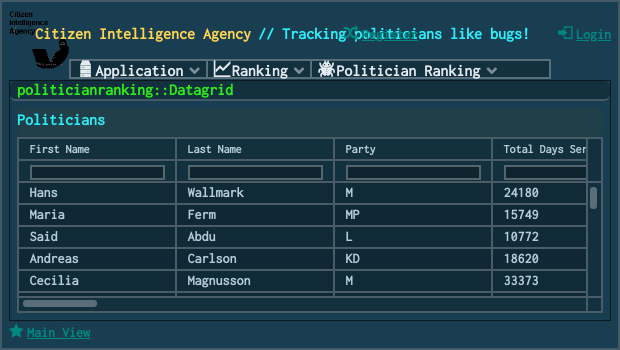 Citizen
Intelligence
Agency
Citizen Intelligence Agency // Tracking politicians like bugs!
Register
Login
Application
Ranking
Politician Ranking
politicianranking::Datagrid
Politicians
First Name Last Name Party Total Days Ser
Hans Wallmark M 24180
Maria Ferm MP 15749
Said Abdu L 10772
Andreas Carlson KD 18620
Cecilia Magnusson M 33373
Main View